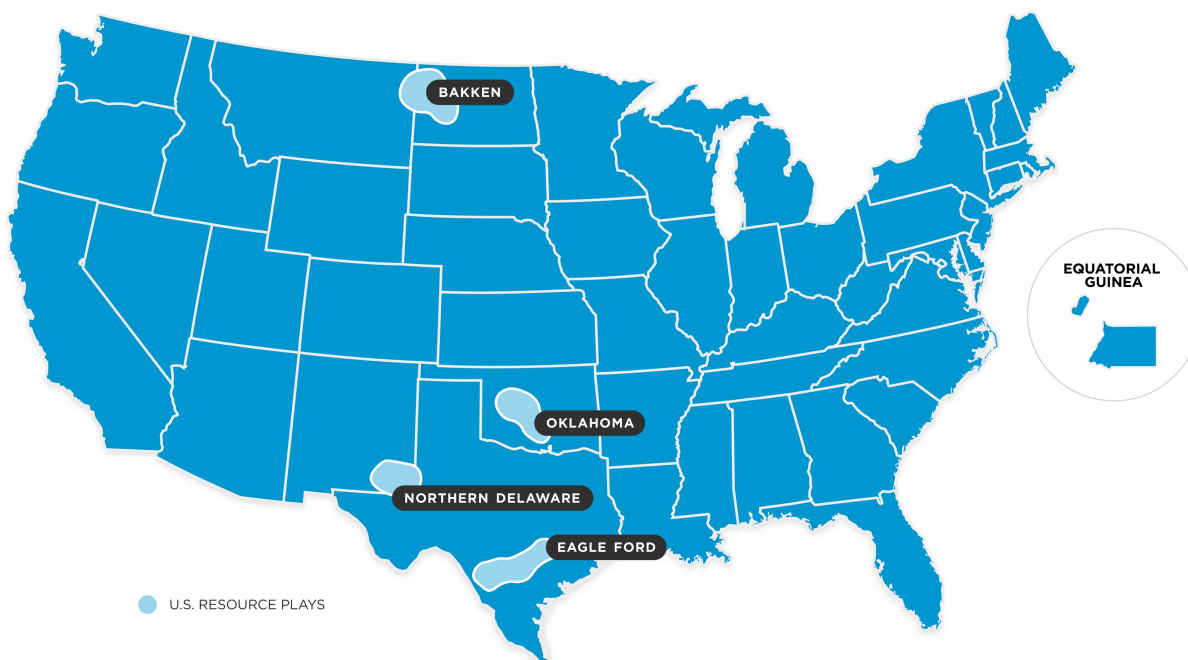 BAKKEN
EQUATORIAL
GUINEA
OKLAHOMA
NORTHERN DELAWARE
EAGLE FORD
U.S. RESOURCE PLAYS